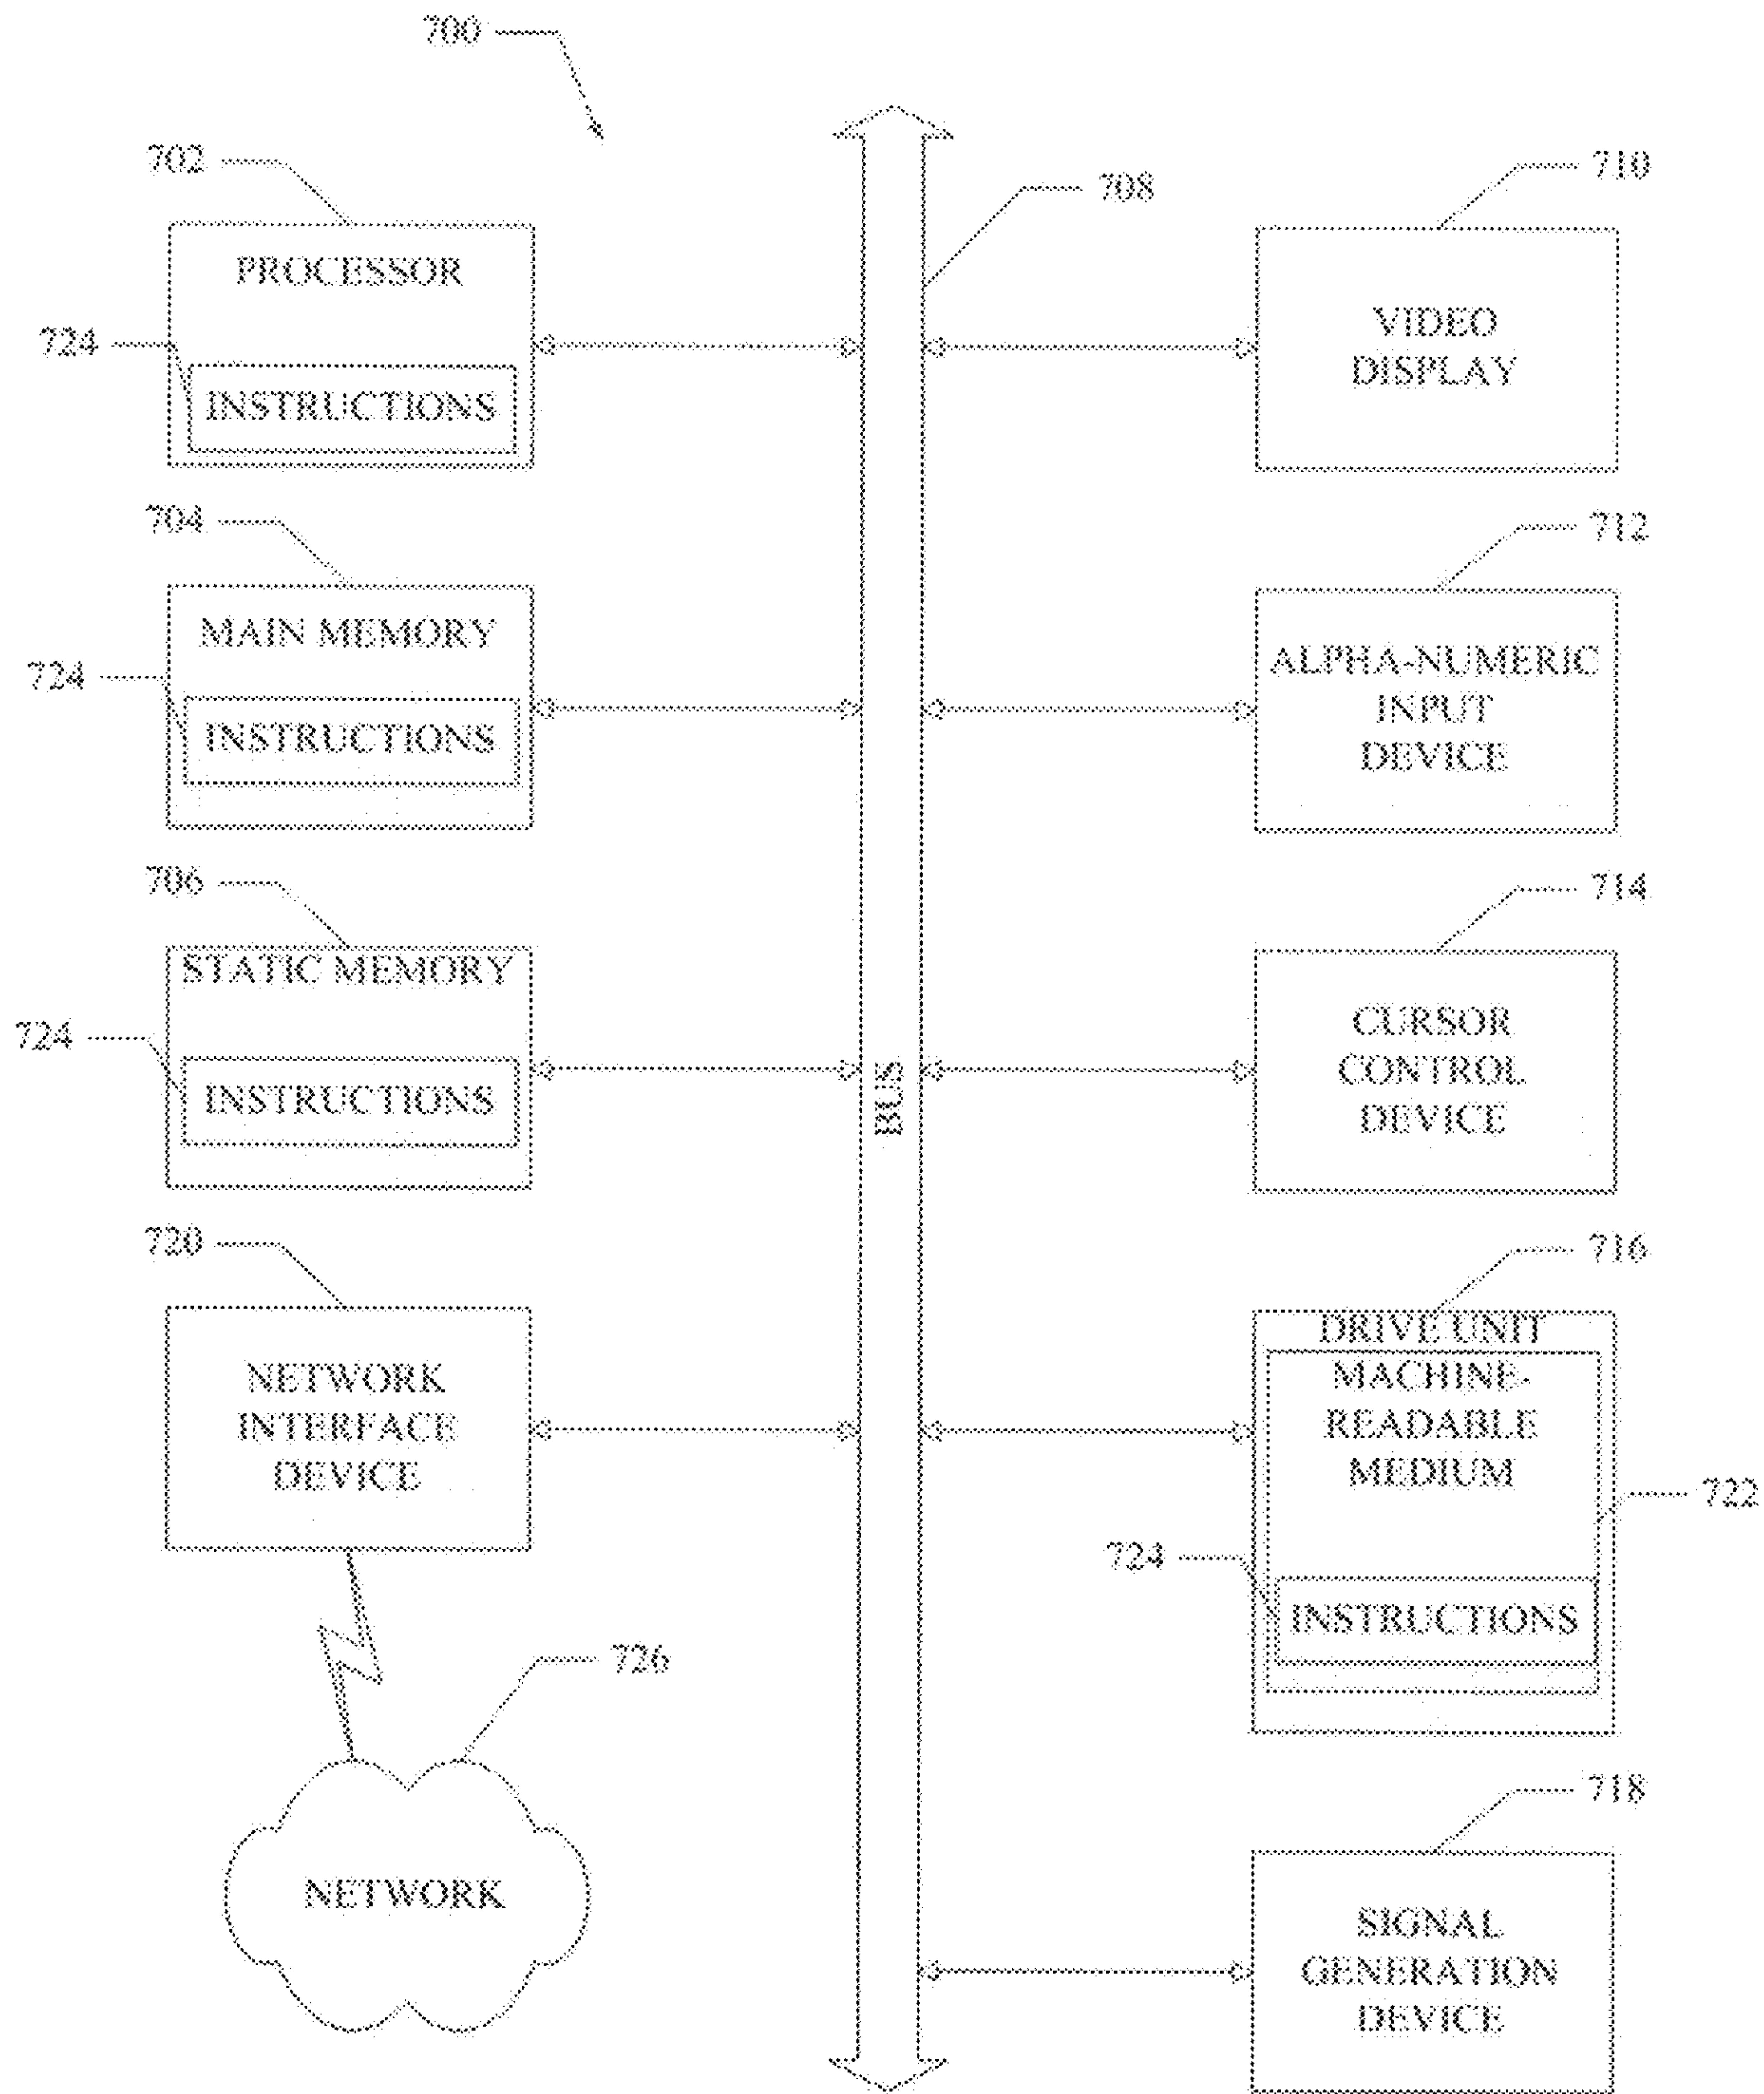 700
702
PROCESSOR
724
INSTRUCTIONS
704
MAIN MEMORY
724
INSTRUCTIONS
706
STATIC MEMORY
724
INSTRUCTIONS
720
NETWORK
INTERFACE
DEVICE
726
NETWORK
708
BUS
710
VIDEO
DISPLAY
712
ALPHA-NUMERIC
INPUT
DEVICE
714
CURSOR
CONTROL
DEVICE
716
DRIVE UNIT
MACHINE-
READABLE
MEDIUM
722
724
INSTRUCTIONS
718
SIGNAL
GENERATION
DEVICE